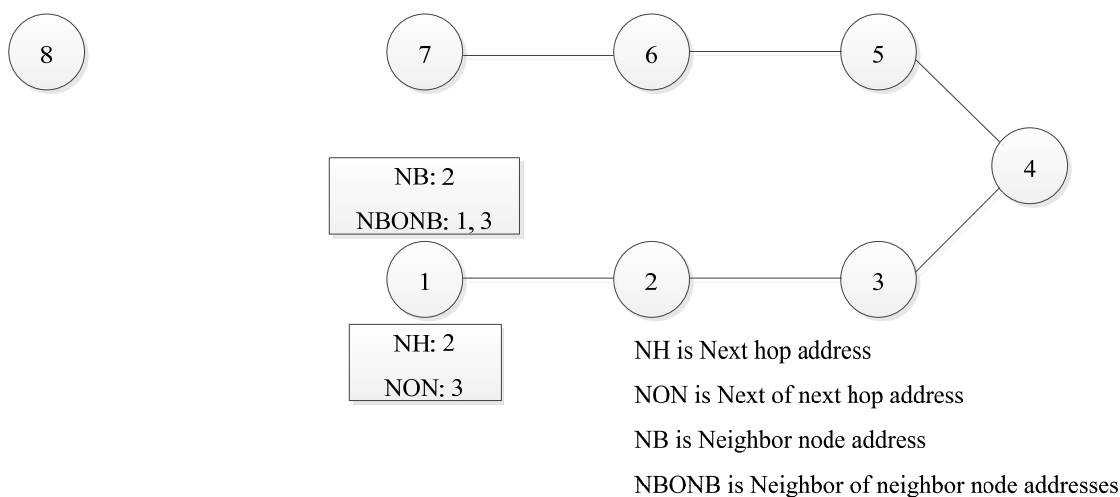 8
7
6
5
4
NB: 2
NBONB: 1, 3
1
2
3
NH: 2
NON: 3
NH is Next hop address
NON is Next of next hop address
NB is Neighbor node address
NBONB is Neighbor of neighbor node addresses